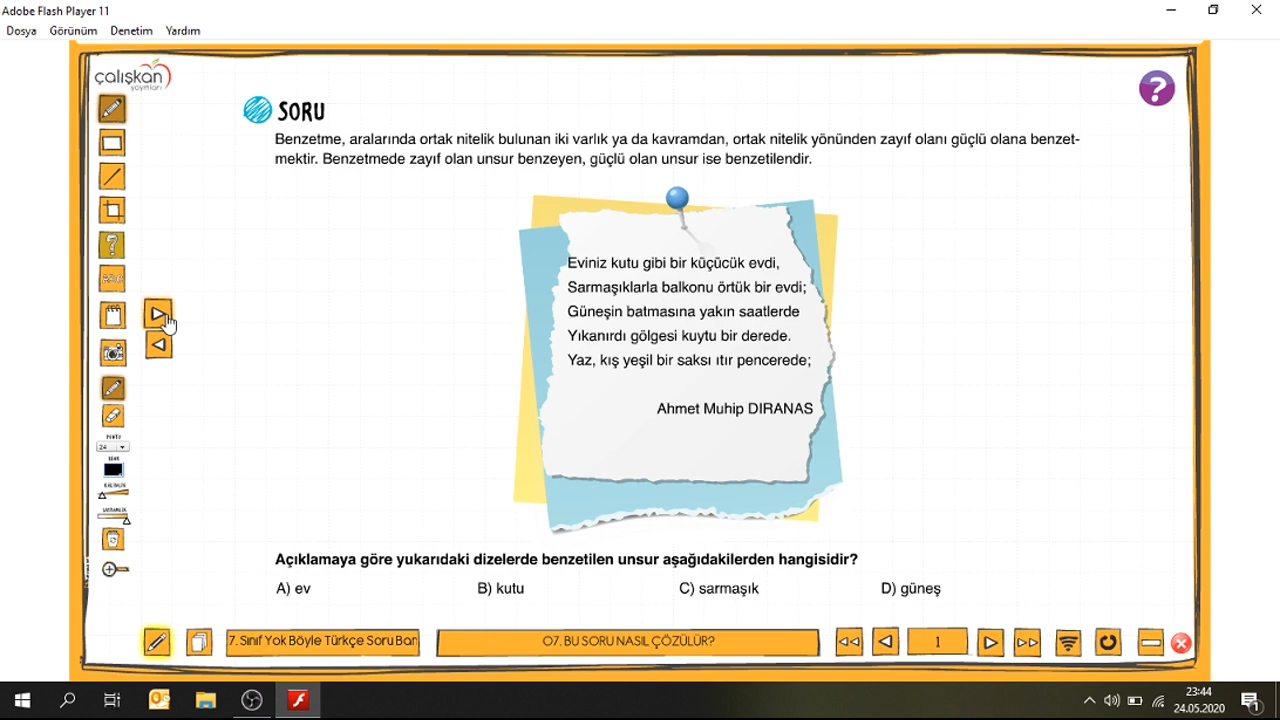 Adobe Flash Player 11
Dosya Görünüm Denetim Yardım
çalışkan
yayınları
SORU
Benzetme, aralarında ortak nitelik bulunan iki varlık ya da kavramdan, ortak nitelik yönünden zayıf olanı güçlü olana benzet-
mektir. Benzetmede zayıf olan unsur benzeyen, güçlü olan unsur ise benzetilendir.
Eviniz kutu gibi bir küçücük evdi,
Sarmaşıklarla balkonu örtük bir evdi;
Güneşin batmasına yakın saatlerde
Yıkanırdı gölgesi kuytu bir derede.
Yaz, kış yeşil bir saksı ıtır pencerede;
Ahmet Muhip DIRANAS
24
Açıklamaya göre yukarıdaki dizelerde benzetilen unsur aşağıdakilerden hangisidir?
A) ev B) kutu C) sarmaşık D) güneş
7. Sınıf Yok Böyle Türkçe Soru Ban
O7. BU SORU NASIL ÇÖZÜLÜR?
1
23:44
24.05.2020
1